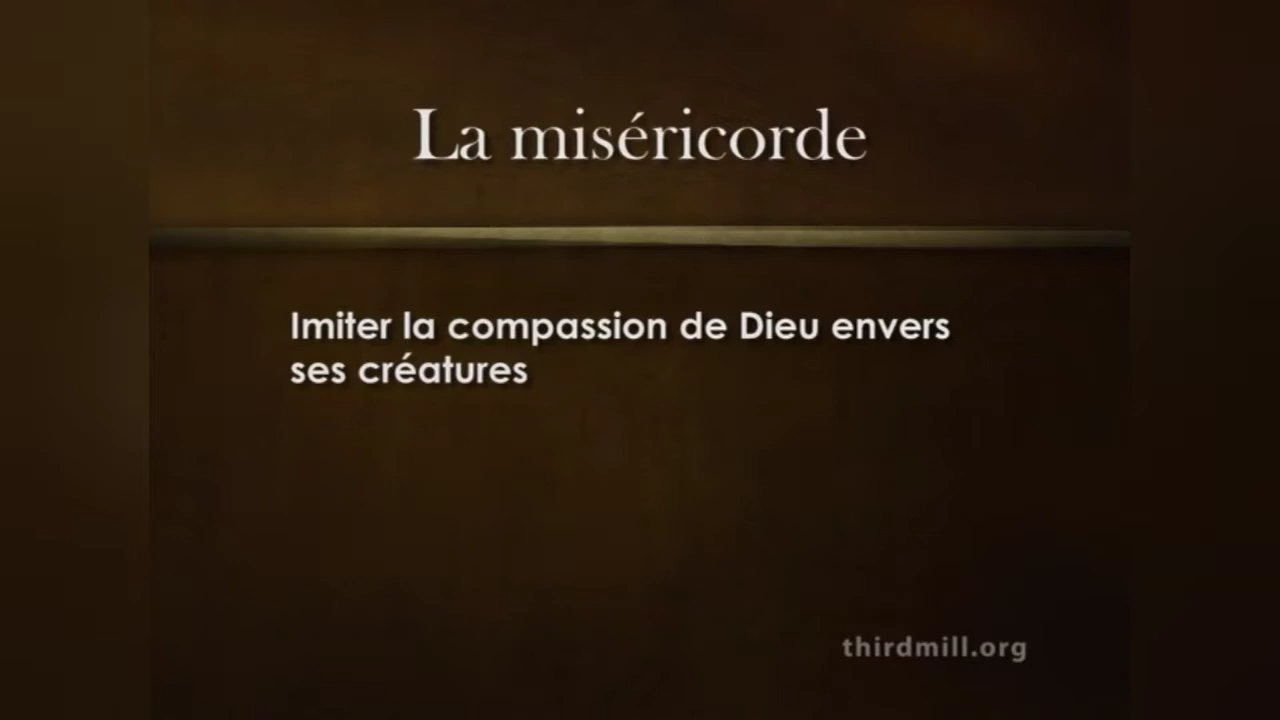 La miséricorde
Imiter la compassion de Dieu envers
ses créatures
thirdmill.org